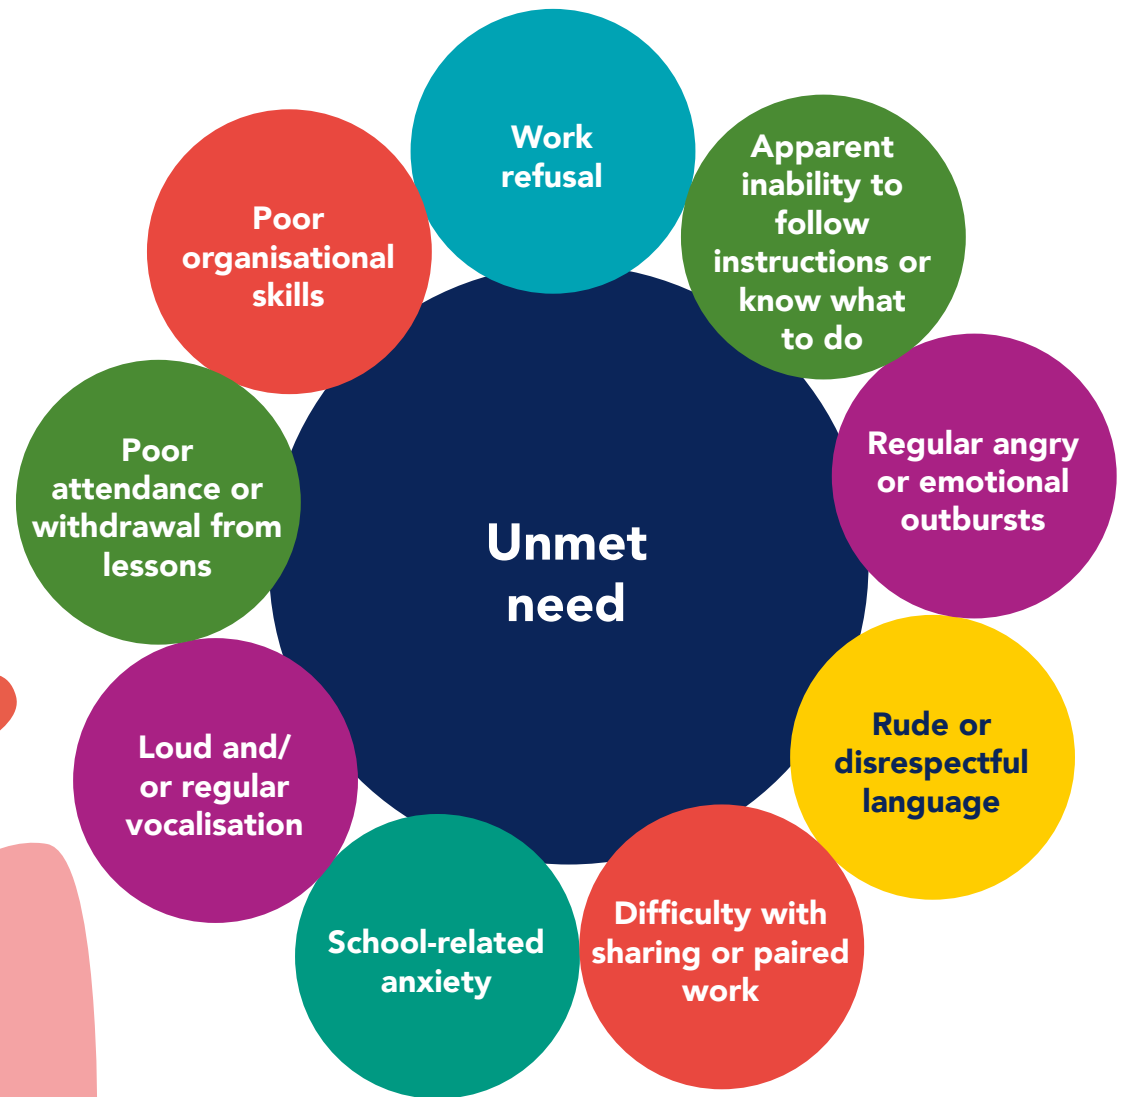 Work
refusal
Apparent
inability to
follow
instructions or
know what
to do
Regular angry
or emotional
outbursts
Rude or
disrespectful
language
Difficulty with
sharing or paired
work
School-related
anxiety
Loud and/
or regular
vocalisation
Poor
attendance or
withdrawal from
lessons
Poor
organisational
skills
Unmet
need